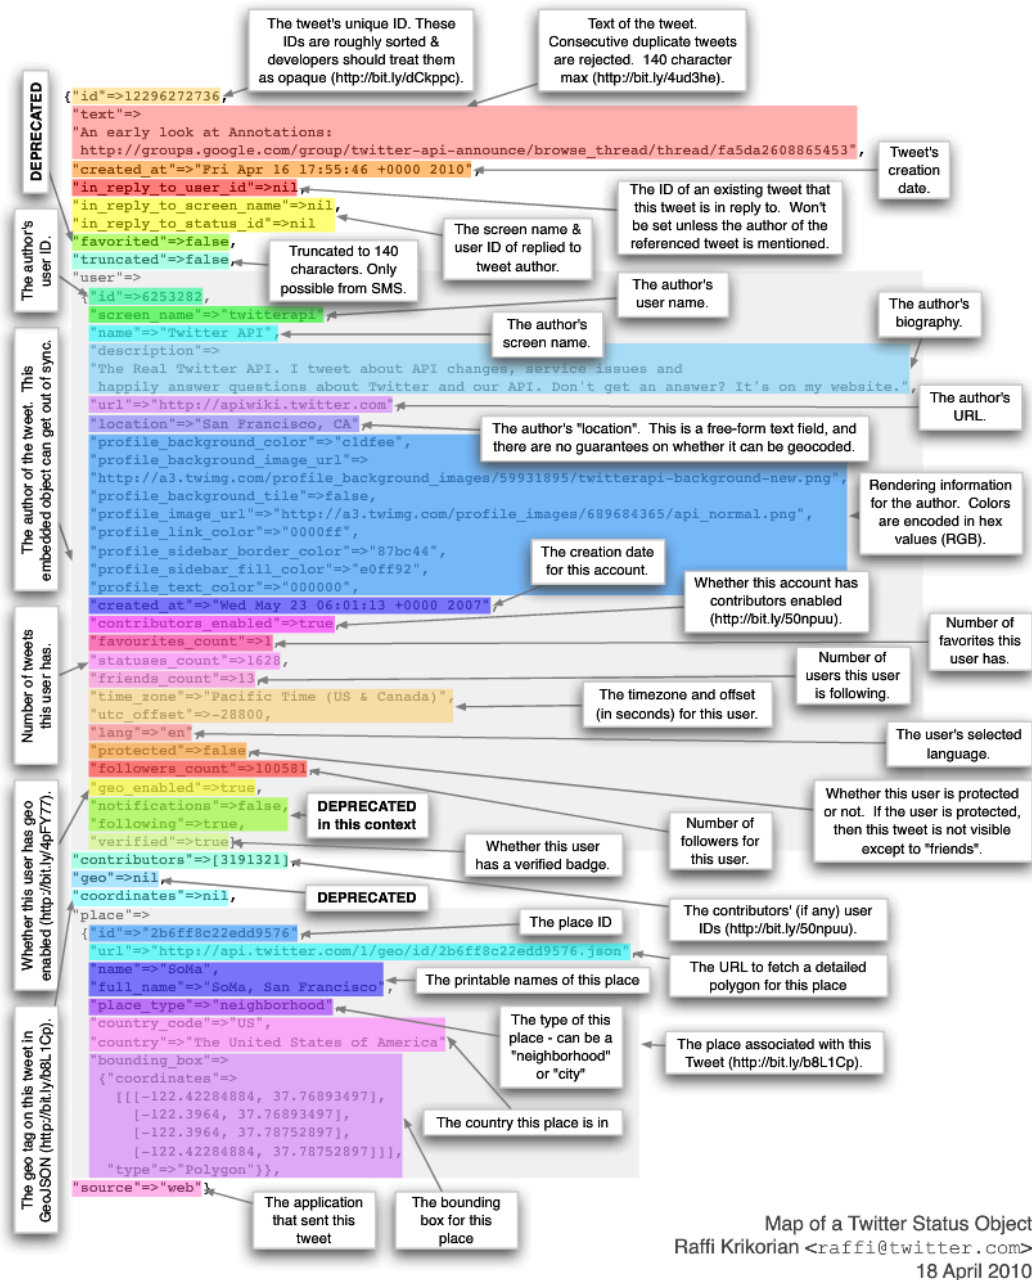 The tweet's unique ID. These
IDs are roughly sorted &
developers should treat them
as opaque (http://bit.ly/dCkppc).
Text of the tweet.
Consecutive duplicate tweets
are rejected. 140 character
max (http://bit.ly/4ud3he).
DEPRECATED
{"id"=>12296272736,
"text"=>
"An early look at Annotations:
http://groups.google.com/group/twitter-api-announce/browse_thread/thread/fa5da2608865453",
"created_at"=>"Fri Apr 16 17:55:46 +0000 2010",
Tweet's
creation
date.
"in_reply_to_user_id"=>nil,
"in_reply_to_screen_name"=>nil,
"in_reply_to_status_id"=>nil
The ID of an existing tweet that
this tweet is in reply to. Won't
be set unless the author of the
referenced tweet is mentioned.
The screen name &
user ID of replied to
tweet author.
"favorited"=>false,
"truncated"=>false,
Truncated to 140
characters. Only
possible from SMS.
The author's
user ID.
"user"=>
{"id"=>6253282,
"screen_name"=>"twitterapi"
The author's
user name.
"name"=>"Twitter API",
The author's
screen name.
The author's
biography.
"description"=>
"The Real Twitter API. I tweet about API changes, service issues and
happily answer questions about Twitter and our API. Don't get an answer? It's on my website.",
"url"=>"http://apiwiki.twitter.com"
The author's
URL.
"location"=>"San Francisco, CA"
The author's "location". This is a free-form text field, and
there are no guarantees on whether it can be geocoded.
The author of the tweet. This
embedded object can get out of sync.
"profile_background_color"=>"c1dfee",
"profile_background_image_url"=>
http://a3.twimg.com/profile_background_images/59931895/twitterapi-background-new.png",
"profile_background_tile"=>false,
"profile_image_url"=>"http://a3.twimg.com/profile_images/689684365/api_normal.png",
"profile_link_color"=>"0000ff",
"profile_sidebar_border_color"=>"87bc44",
"profile_sidebar_fill_color"=>"e0ff92",
"profile_text_color"=>"000000",
Rendering information
for the author. Colors
are encoded in hex
values (RGB).
The creation date
for this account.
"created_at"=>"Wed May 23 06:01:13 +0000 2007",
"contributors_enabled"=>true,
Whether this account has
contributors enabled
(http://bit.ly/50npuu).
"favourites_count"=>1,
Number of
favorites this
user has.
Number of tweets
this user has.
"statuses_count"=>1628,
"friends_count"=>13,
Number of
users this user
is following.
"time_zone"=>"Pacific Time (US & Canada)",
"utc_offset"=>-28800,
The timezone and offset
(in seconds) for this user.
"lang"=>"en",
The user's selected
language.
"protected"=>false,
"followers_count"=>100581,
Whether this user is protected
or not. If the user is protected,
then this tweet is not visible
except to "friends".
Number of
followers for
this user.
Whether this user has geo
enabled (http://bit.ly/4pFY77).
"geo_enabled"=>true,
"notifications"=>false,
"following"=>true,
DEPRECATED
in this context
"verified"=>true}
Whether this user
has a verified badge.
"contributors"=>[3191321],
The contributors' (if any) user
IDs (http://bit.ly/50npuu).
"geo"=>nil,
DEPRECATED
"coordinates"=>nil,
The geo tag on this tweet in
GeoJSON (http://bit.ly/b8L1Cp).
"place"=>
{"id"=>"2b6ff8c22edd9576",
The place ID
"url"=>"http://api.twitter.com/1/geo/id/2b6ff8c22edd9576.json",
The URL to fetch a detailed
polygon for this place
"name"=>"SoMa",
"full_name"=>"SoMa, San Francisco",
The printable names of this place
"place_type"=>"neighborhood",
The type of this
place - can be a
"neighborhood"
or "city"
The place associated with this
Tweet (http://bit.ly/b8L1Cp).
"country_code"=>"US",
"country"=>"The United States of America"
The country this place is in
"bounding_box"=>
{"coordinates"=>
[[[-122.42284884, 37.76893497],
[-122.3964, 37.76893497],
[-122.3964, 37.78752897],
[-122.42284884, 37.78752897]]],
"type"=>"Polygon"}},
The bounding
box for this
place
"source"=>"web"}
The application
that sent this
tweet
Map of a Twitter Status Object
Raffi Krikorian <raffi@twitter.com>
18 April 2010